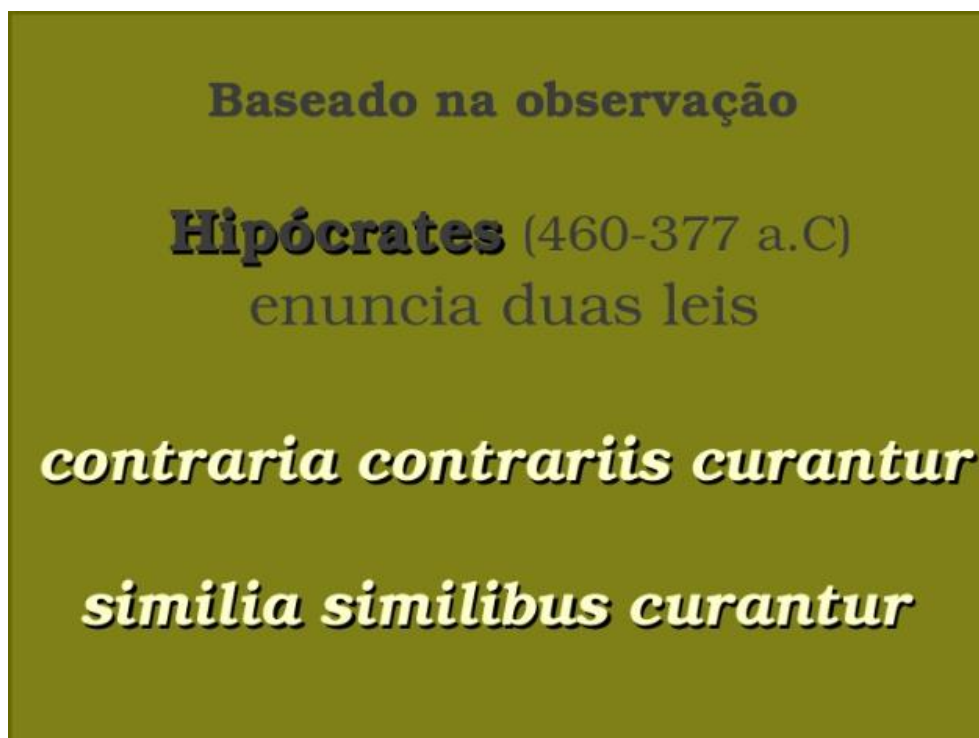 Baseado na observação
Hipócrates (460-377 a.C)
enuncia duas leis
contraria contrariis curantur
similia similibus curantur